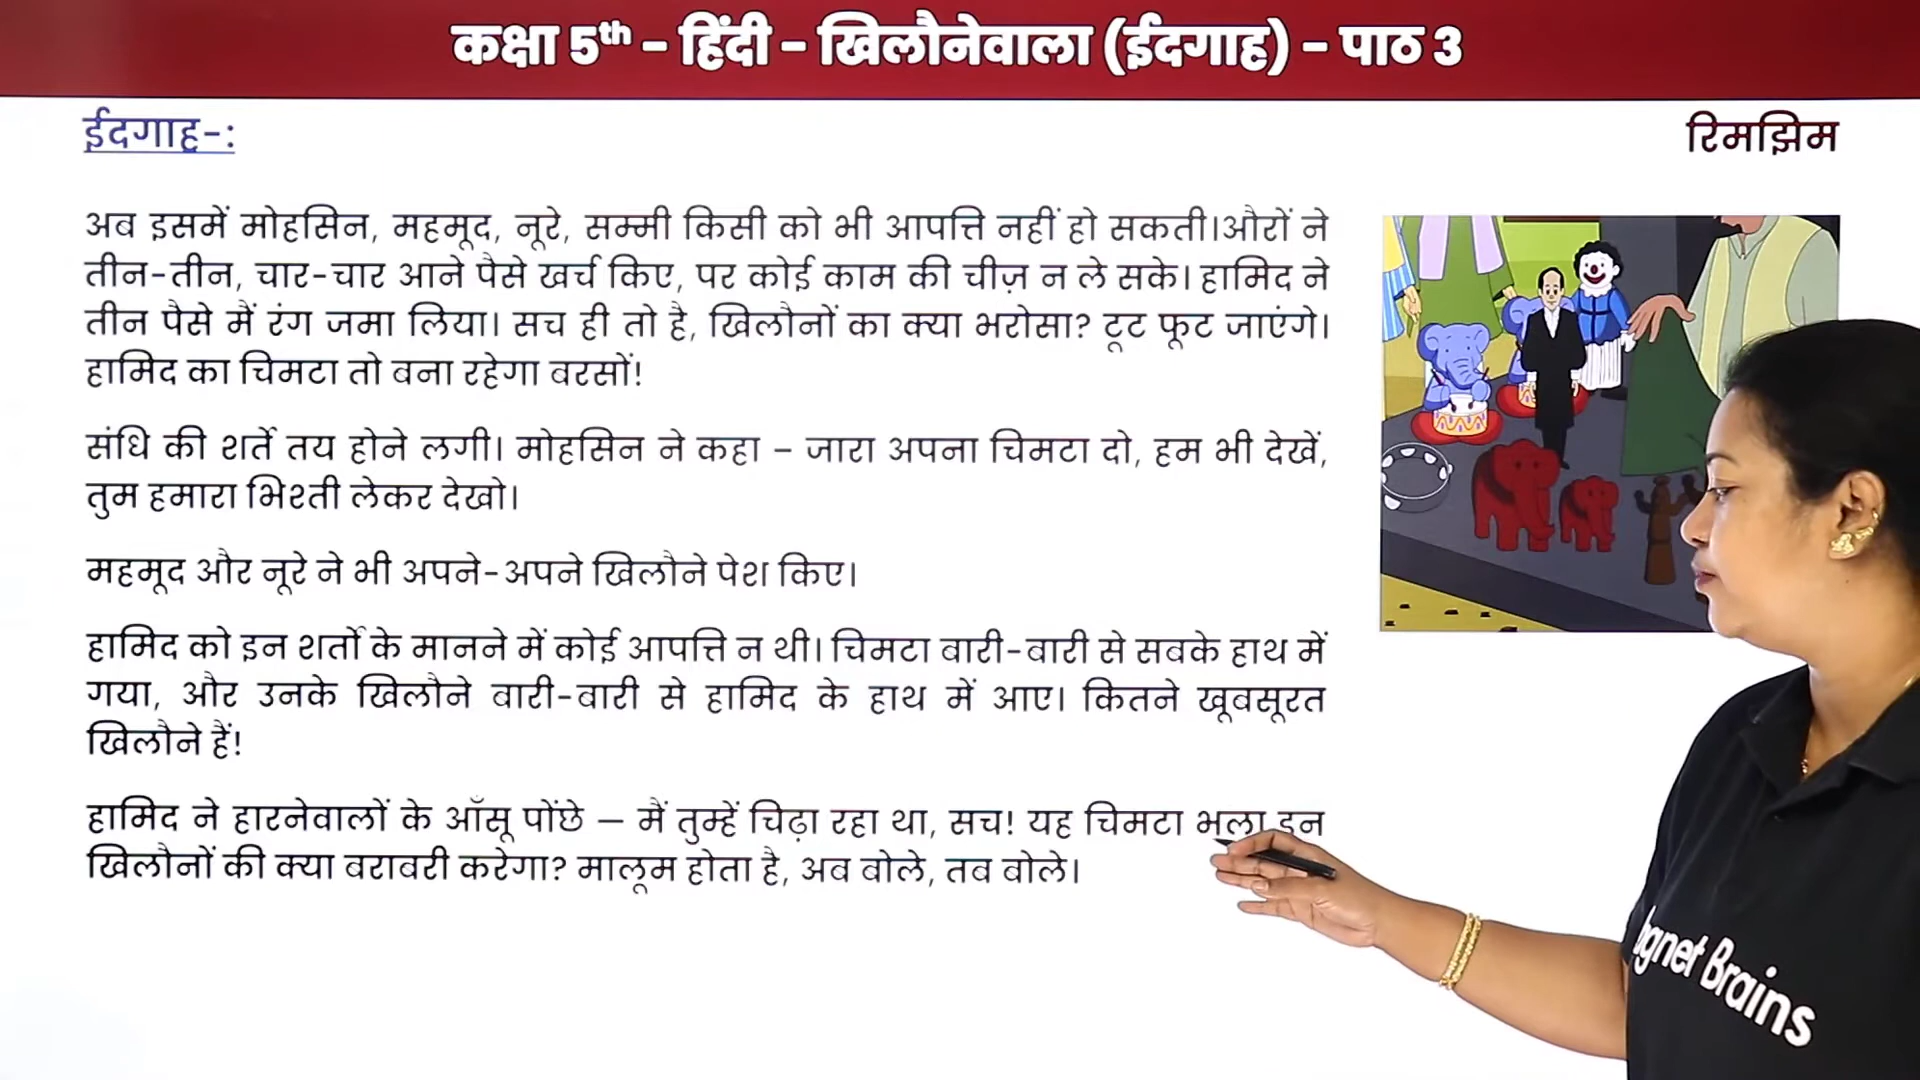 कक्षा 5th - हिंदी - खिलौनेवाला (ईदगाह) - पाठ 3
ईदगाह-:
रिमझिम
अब इसमें मोहसिन, महमूद, नूरे, सम्मी किसी को भी आपत्ति नहीं हो सकती।औरों ने
तीन-तीन, चार-चार आने पैसे खर्च किए, पर कोई काम की चीज़ न ले सके। हामिद ने
तीन पैसे मैं रंग जमा लिया। सच ही तो है, खिलौनों का क्या भरोसा? टूट फूट जाएंगे।
हामिद का चिमटा तो बना रहेगा बरसों!
संधि की शर्ते तय होने लगी। मोहसिन ने कहा – जारा अपना चिमटा दो, हम भी देखें,
तुम हमारा भिश्ती लेकर देखो।
महमूद और नूरे ने भी अपने-अपने खिलौने पेश किए।
हामिद को इन शर्तो के मानने में कोई आपत्ति न थी। चिमटा बारी-बारी से सबके हाथ में
गया, और उनके खिलौने बारी-बारी से हामिद के हाथ में आए। कितने खूबसूरत
खिलौने हैं!
हामिद ने हारनेवालों के आँसू पोंछे — मैं तुम्हें चिढ़ा रहा था, सच! यह चिमटा भला इन
खिलौनों की क्या बराबरी करेगा? मालूम होता है, अब बोले, तब बोले।
gnet Brains